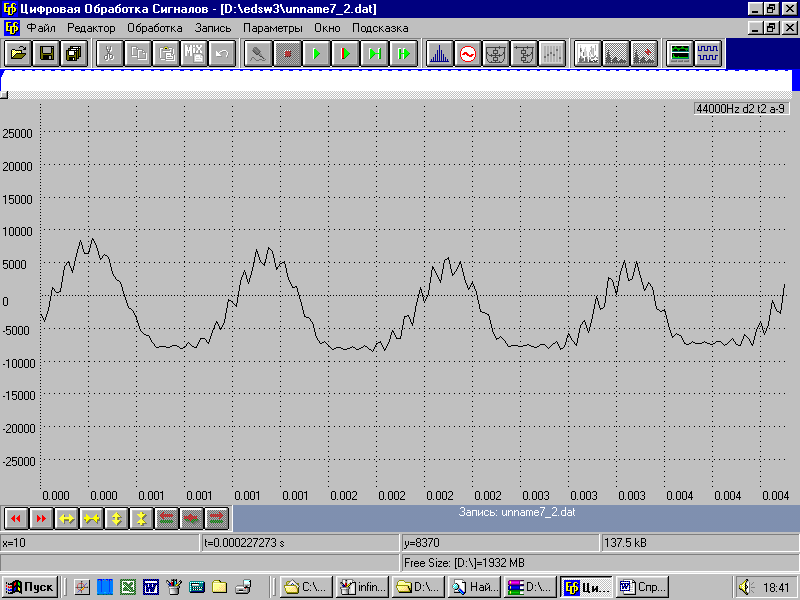 Цифровая Обработка Сигналов - [D:\edsw3\unname7_2.dat]
Файл Редактор Обработка Запись Параметры Окно Подсказка
MiX
44000Hz d2 t2 a-9
25000
20000
15000
10000
5000
0
-5000
-10000
-15000
-20000
-25000
0.000 0.000 0.001 0.001 0.001 0.001 0.002 0.002 0.002 0.002 0.003 0.003 0.003 0.004 0.004 0.004
Запись: unname7_2.dat
x=10 t=0.000227273 s y=8370 137.5 kB
Free Size: [D:\]=1932 MB
Пуск C:\... infin... D:\... Най... D:\... Ци... Спр... 18:41